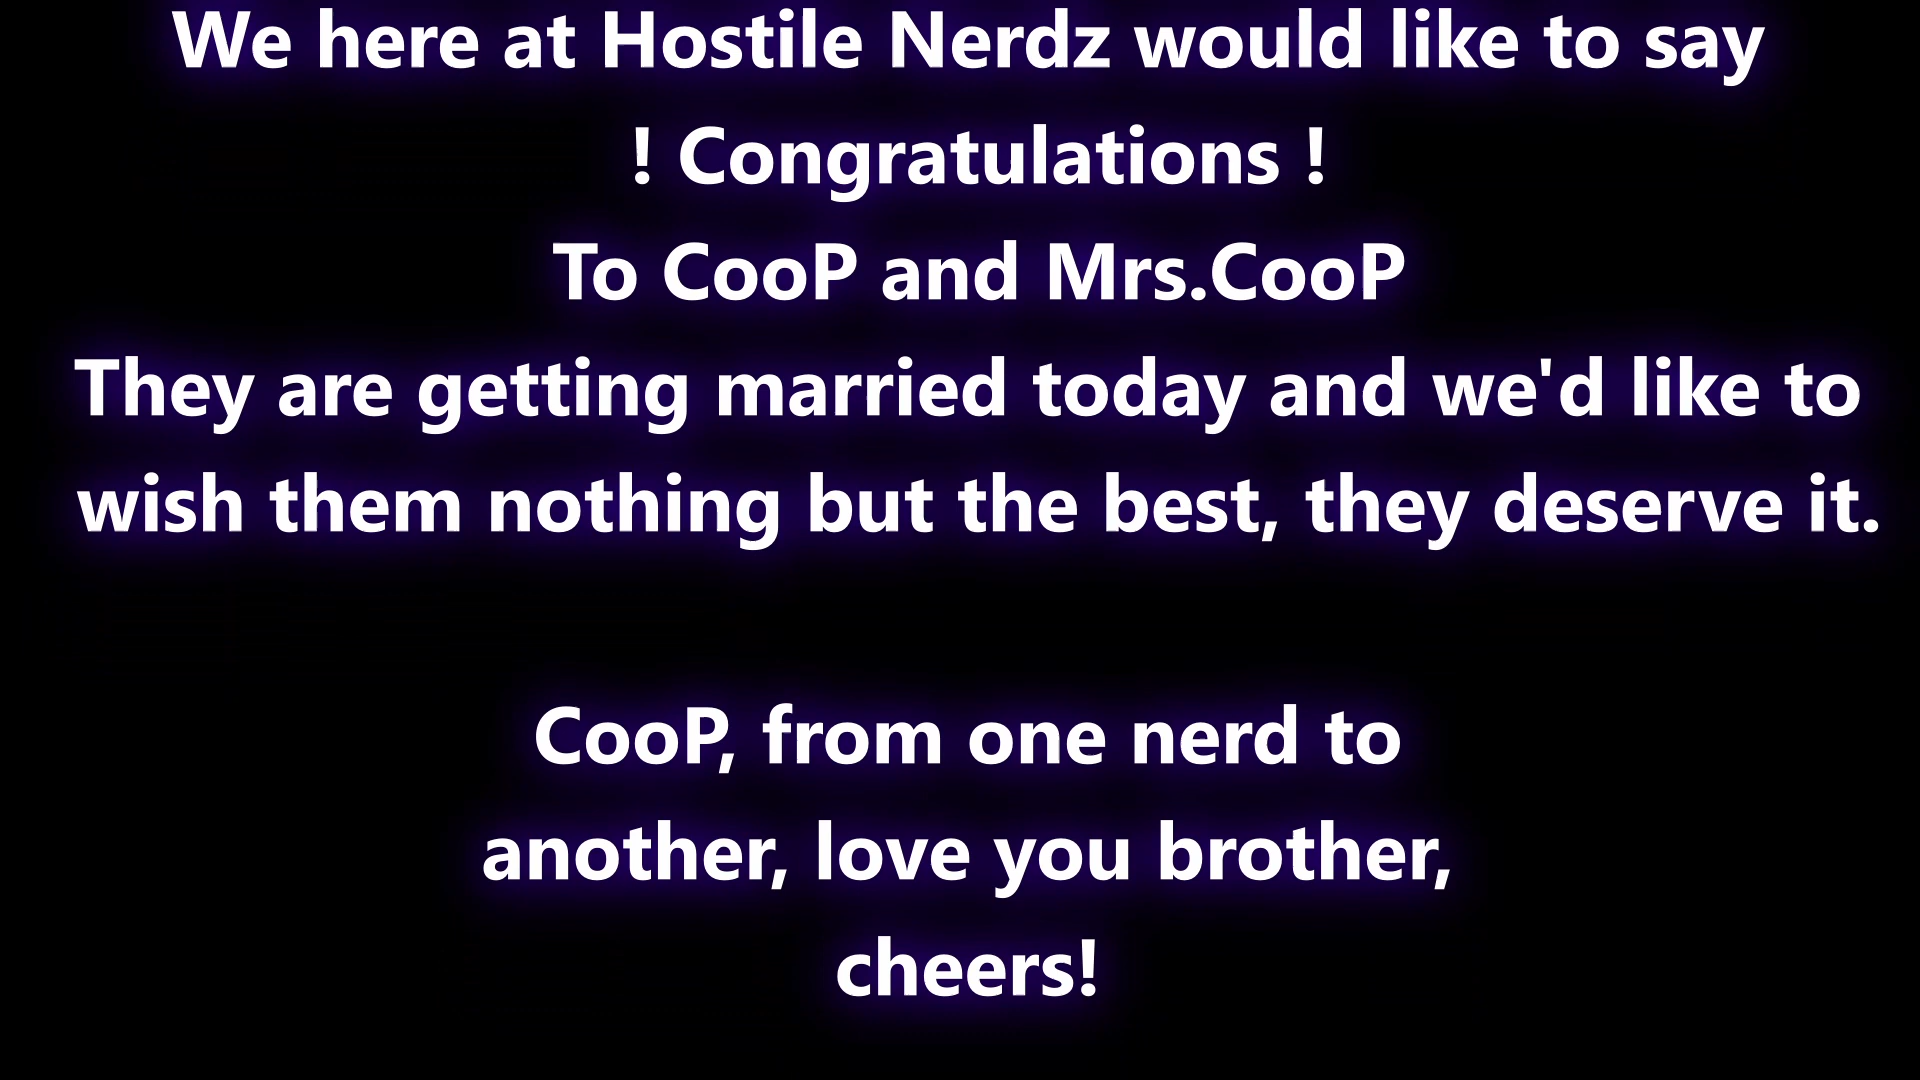 We here at Hostile Nerdz would like to say
! Congratulations !
To CooP and Mrs.CooP
They are getting married today and we'd like to
wish them nothing but the best, they deserve it.
CooP, from one nerd to
another, love you brother,
cheers!